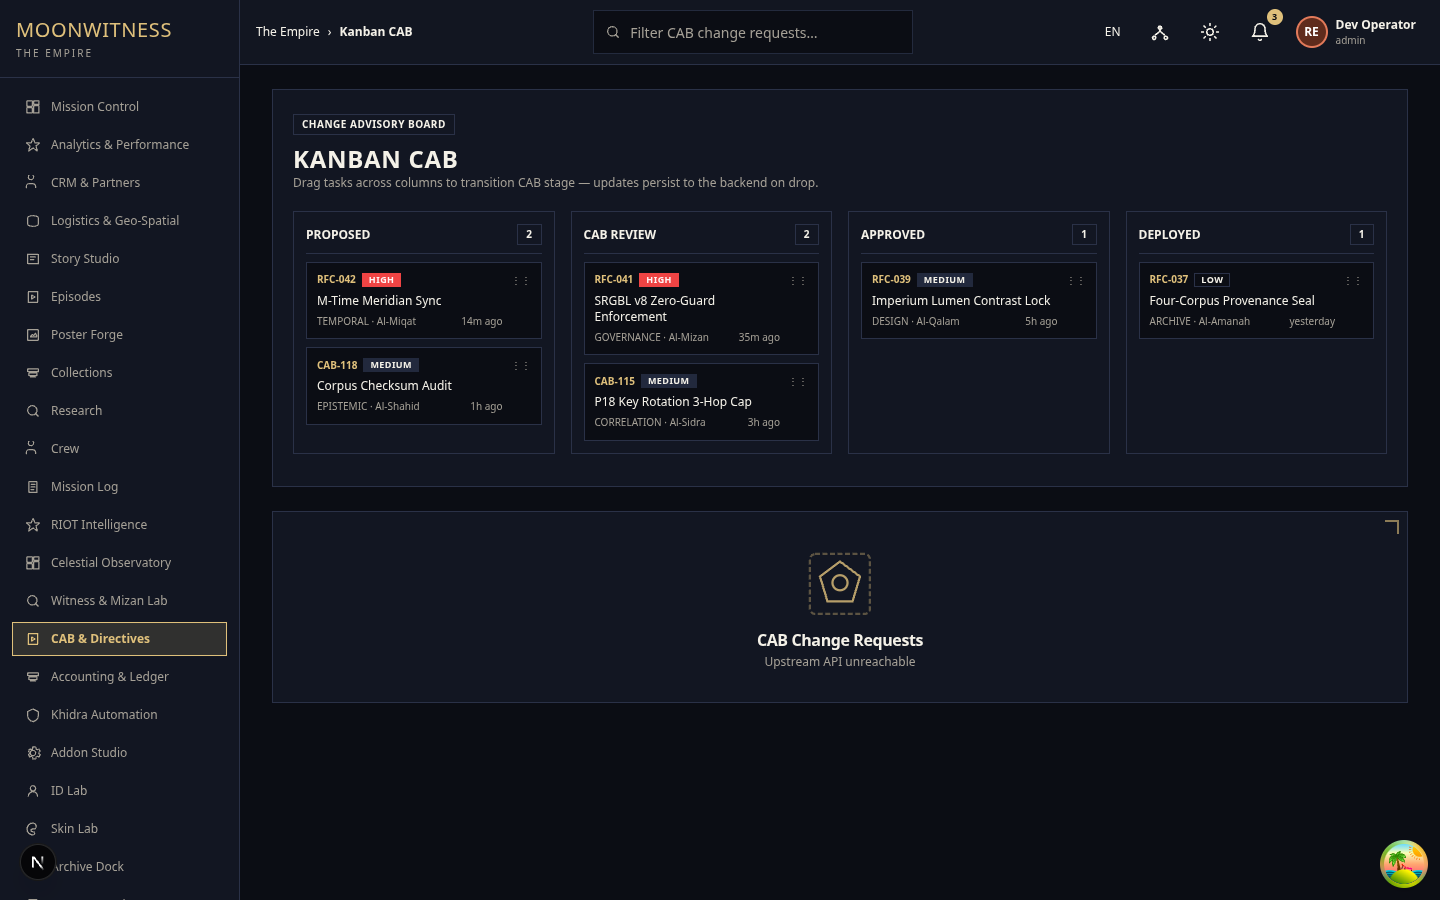 MOONWITNESS
THE EMPIRE
Mission Control
Analytics & Performance
CRM & Partners
Logistics & Geo-Spatial
Story Studio
Episodes
Poster Forge
Collections
Research
Crew
Mission Log
RIOT Intelligence
Celestial Observatory
Witness & Mizan Lab
CAB & Directives
Accounting & Ledger
Khidra Automation
Addon Studio
ID Lab
Skin Lab
Archive Dock
N
The Empire › Kanban CAB
Filter CAB change requests...
EN
3
RE
Dev Operator
admin
CHANGE ADVISORY BOARD
KANBAN CAB
Drag tasks across columns to transition CAB stage — updates persist to the backend on drop.
PROPOSED 2
RFC-042 HIGH
M-Time Meridian Sync
TEMPORAL · Al-Miqat 14m ago
CAB-118 MEDIUM
Corpus Checksum Audit
EPISTEMIC · Al-Shahid 1h ago
CAB REVIEW 2
RFC-041 HIGH
SRGBL v8 Zero-Guard
Enforcement
GOVERNANCE · Al-Mizan 35m ago
CAB-115 MEDIUM
P18 Key Rotation 3-Hop Cap
CORRELATION · Al-Sidra 3h ago
APPROVED 1
RFC-039 MEDIUM
Imperium Lumen Contrast Lock
DESIGN · Al-Qalam 5h ago
DEPLOYED 1
RFC-037 LOW
Four-Corpus Provenance Seal
ARCHIVE · Al-Amanah yesterday
CAB Change Requests
Upstream API unreachable